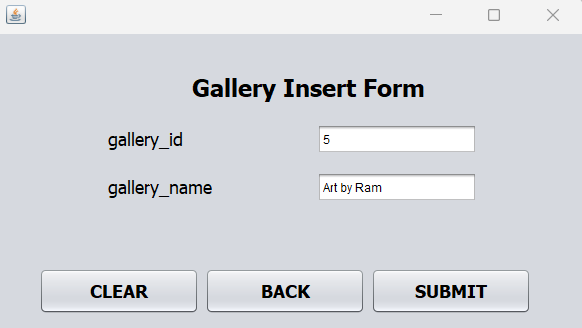 Gallery Insert Form
gallery_id 5
gallery_name Art by Ram
CLEAR BACK SUBMIT